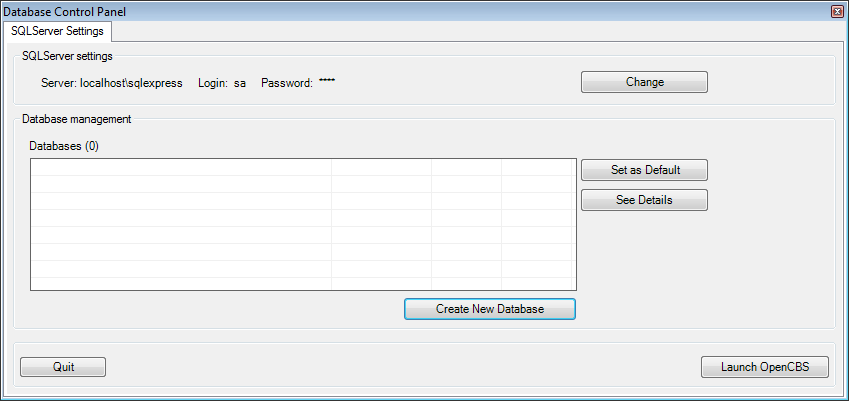 Database Control Panel
SQLServer Settings
SQLServer settings
Server: localhost\sqlexpress Login: sa Password: ****
Change
Database management
Databases (0)
Set as Default
See Details
Create New Database
Quit
Launch OpenCBS